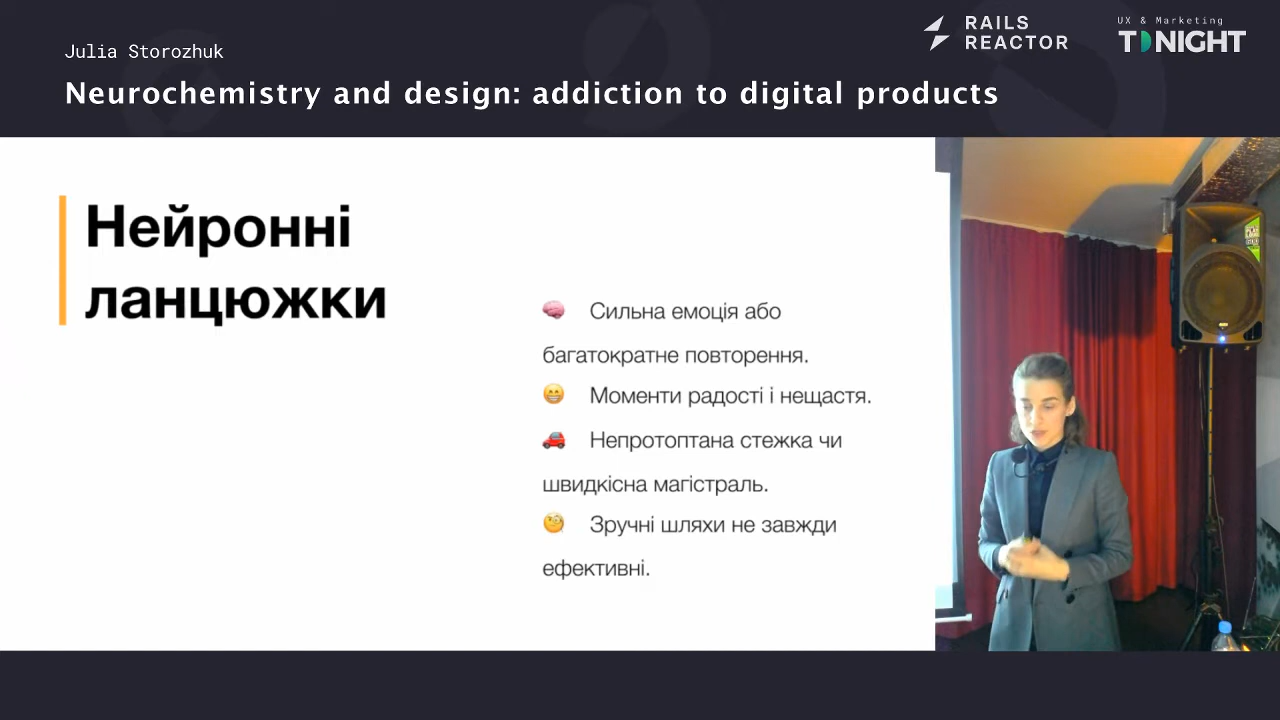 Julia Storozhuk
Neurochemistry and design: addiction to digital products
RAILS
REACTOR
UX & Marketing
TONIGHT
Нейронні
ланцюжки
🧠 Сильна емоція або
багатократне повторення.
😁 Моменти радості і нещастя.
🚗 Непротоптана стежка чи
швидкісна магістраль.
🧐 Зручні шляхи не завжди
ефективні.